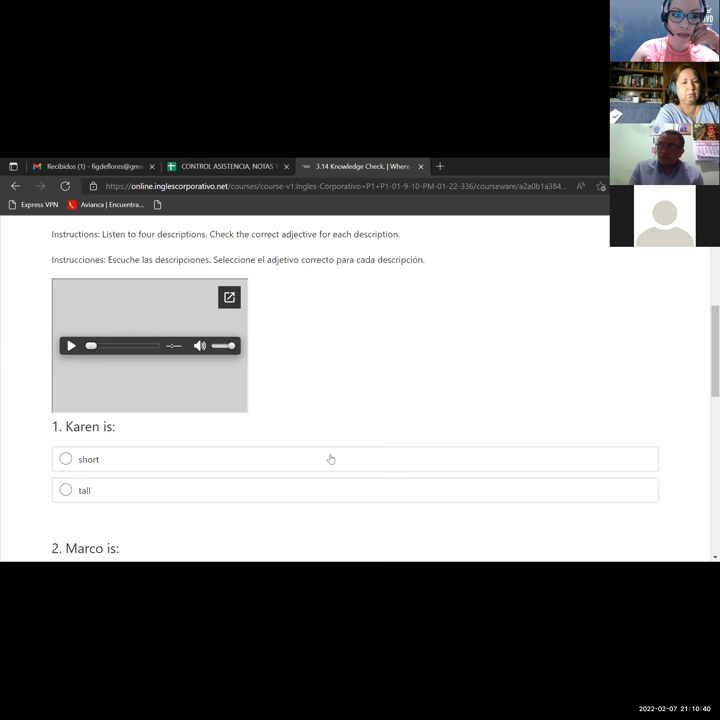 Recibidos (1) - figdeflores@gma
CONTROL ASISTENCIA, NOTAS
3.14 Knowledge Check. | Where
https://online.inglescorporativo.net/courses/course-v1:Ingles-Corporativo+P1+P1-01-9-10-PM-01-22-336/courseware/a2a0b1a384...
Express VPN
Avianca | Encuentra...
Instructions: Listen to four descriptions. Check the correct adjective for each description.
Instrucciones: Escuche las descripciones. Seleccione el adjetivo correcto para cada descripción.
-:--
1. Karen is:
short
tall
2. Marco is:
2022-02-07 21:10:40